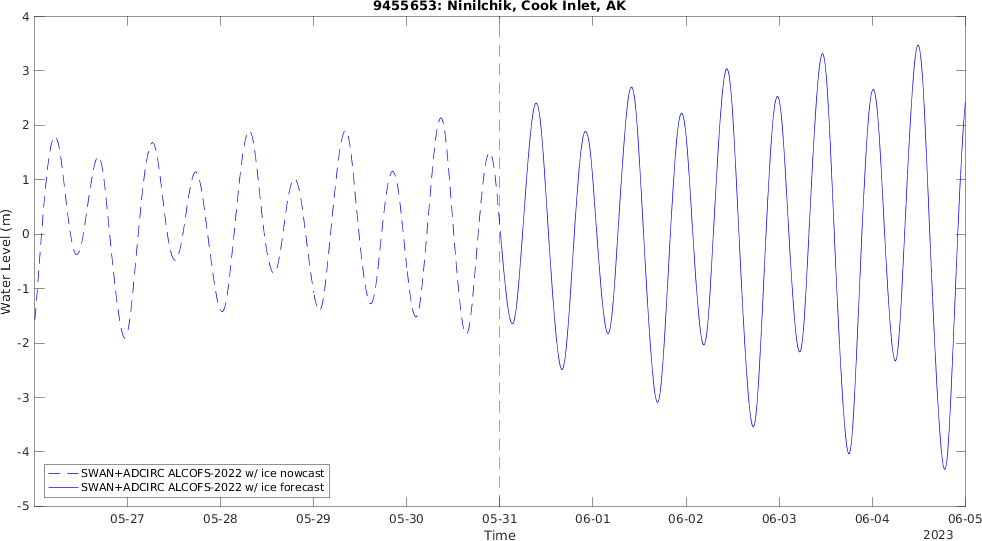 9455653: Ninilchik, Cook Inlet, AK
4
3
2
1
0
-1
-2
-3
-4
-5
Water Level (m)
SWAN+ADCIRC ALCOFS-2022 w/ ice nowcast
SWAN+ADCIRC ALCOFS-2022 w/ ice forecast
05-27 05-28 05-29 05-30 05-31 06-01 06-02 06-03 06-04 06-05
Time
2023